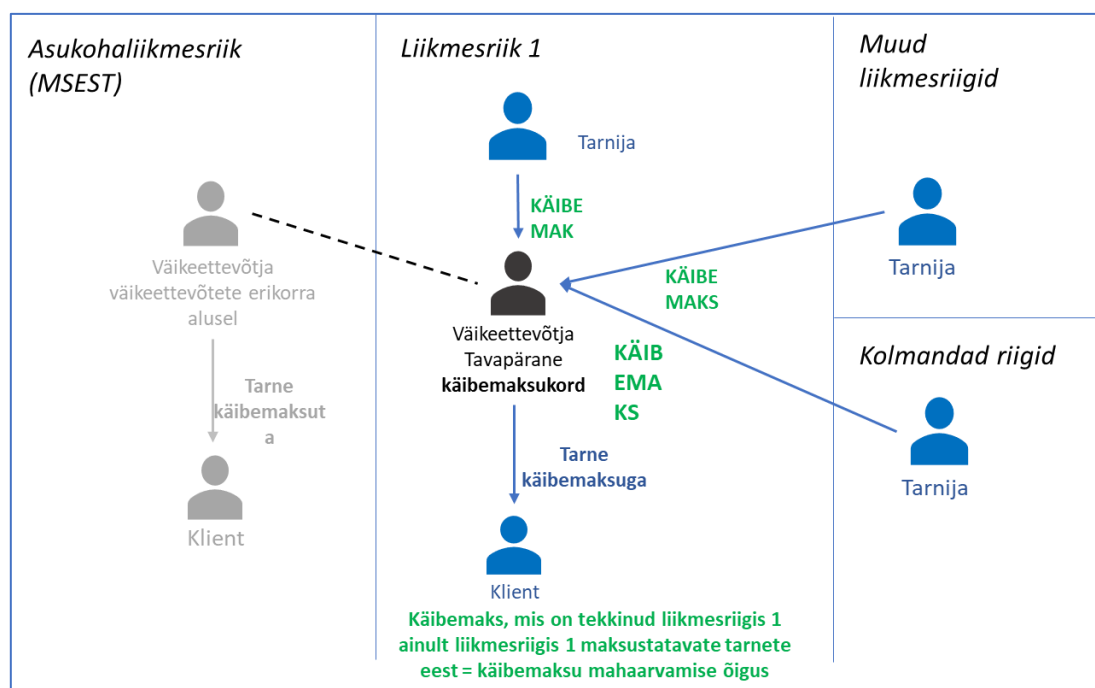 Asukohaliikmesriik
(MSEST)
Väikeettevõtja
väikeettevõtete erikorra
alusel
Tarne
käibemaksut
a
Klient
Liikmesriik 1
Tarnija
KÄIBE
MAK
Väikeettevõtja
Tavapärane
käibemaksukord
KÄIBE
MAKS
KÄIB
EMA
KS
Tarne
käibemaksuga
Klient
Käibemaks, mis on tekkinud liikmesriigis 1
ainult liikmesriigis 1 maksustatavate tarnete
eest = käibemaksu mahaarvamise õigus
Muud
liikmesriigid
Tarnija
Kolmandad riigid
Tarnija